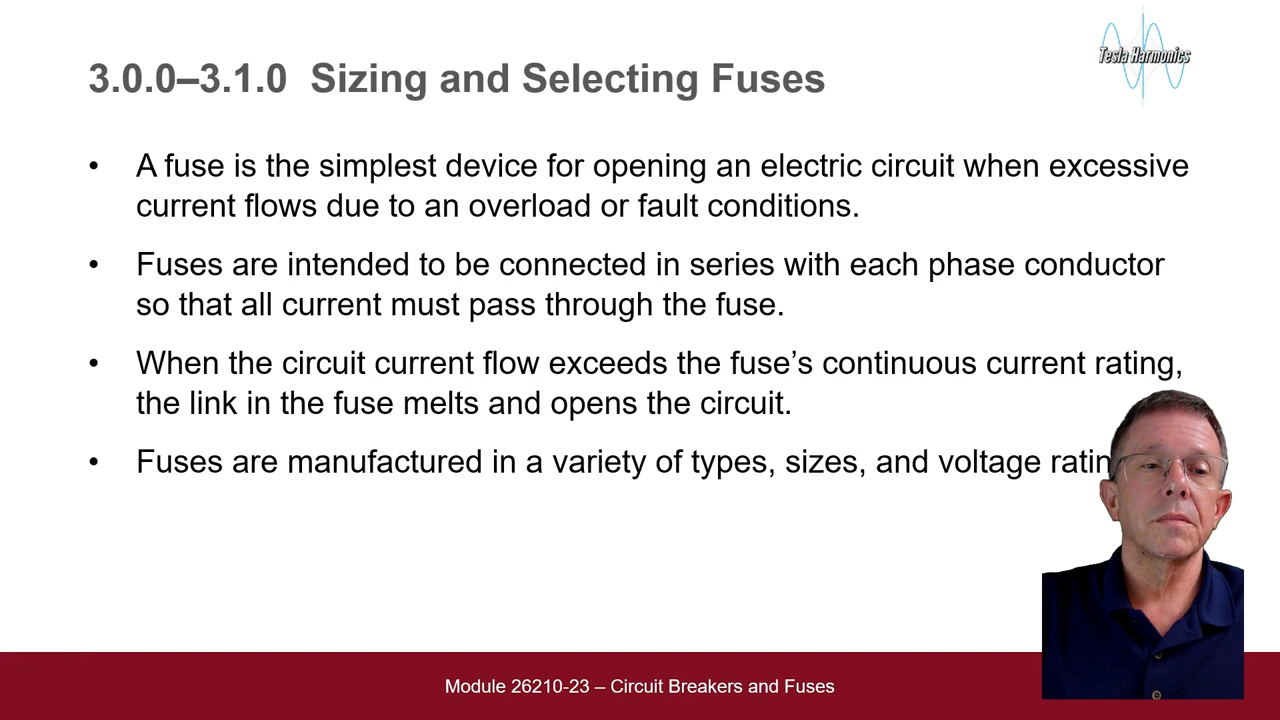 Tesla Harmonics
3.0.0–3.1.0 Sizing and Selecting Fuses
• A fuse is the simplest device for opening an electric circuit when excessive
current flows due to an overload or fault conditions.
• Fuses are intended to be connected in series with each phase conductor
so that all current must pass through the fuse.
• When the circuit current flow exceeds the fuse’s continuous current rating,
the link in the fuse melts and opens the circuit.
• Fuses are manufactured in a variety of types, sizes, and voltage
Module 26210-23 – Circuit Breakers and Fuses